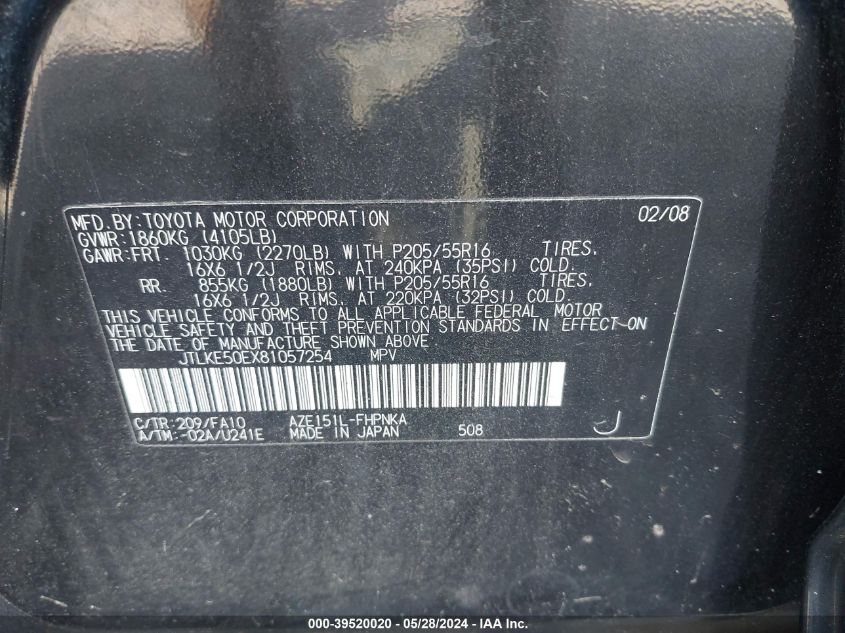 MFD.BY:TOYOTA MOTOR CORPORATION 02/08
GVWR:1860KG (4105LB)
GAWR:FRT 1030KG (2270LB) WITH P205/55R16 TIRES.
16X6 1/2J RIMS, AT 240KPA (35PSI) COLD.
RR 855KG (1880LB) WITH P205/55R16 TIRES.
16X6 1/2J RIMS, AT 220KPA (32PSI) COLD.
THIS VEHICLE CONFORMS TO ALL APPLICABLE FEDERAL MOTOR
VEHICLE SAFETY AND THEFT PREVENTION STANDARDS IN EFFECT ON
THE DATE OF MANUFACTURE SHOWN ABOVE.
JTLKE50EX81057254 MPV
C/TR:209/FA10 AZE151L-FHPNKA
A/TM:-02A/U241E MADE IN JAPAN 508 J
000-39520020 - 05/28/2024 - IAA Inc.